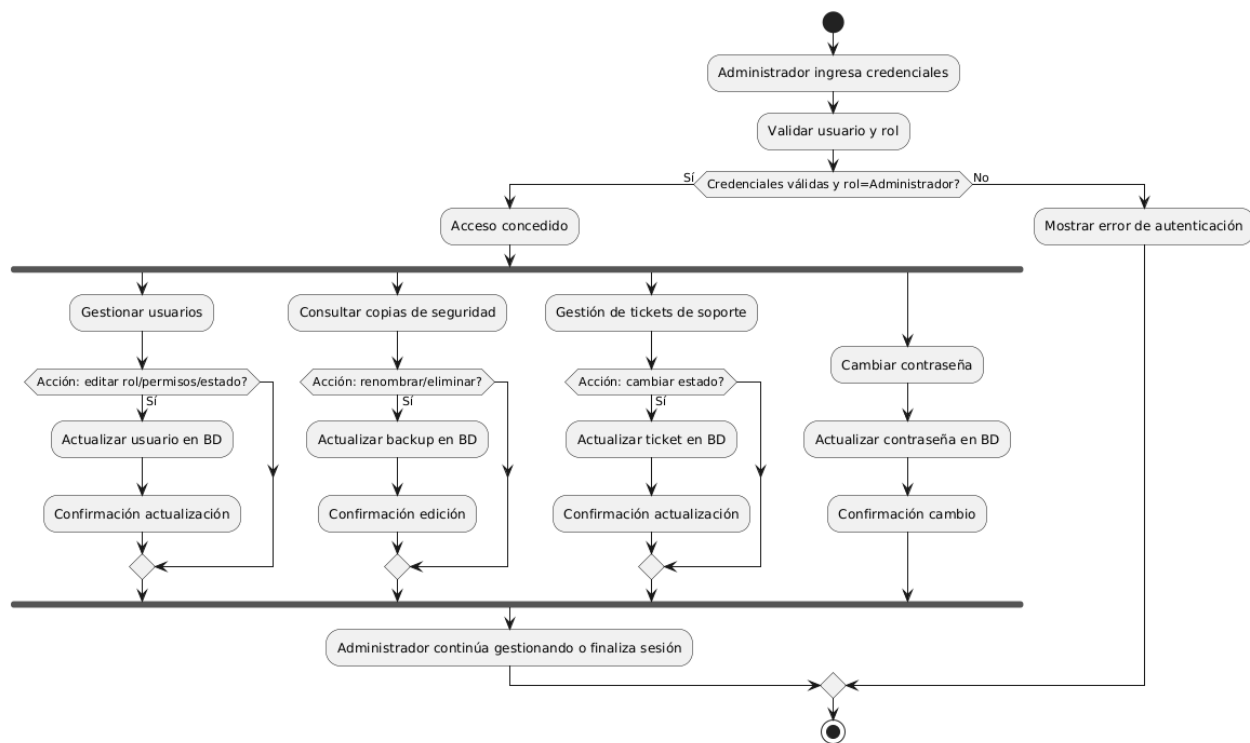 Administrador ingresa credenciales
Validar usuario y rol
Sí
Credenciales válidas y rol=Administrador?
No
Acceso concedido
Mostrar error de autenticación
Gestionar usuarios
Acción: editar rol/permisos/estado?
Sí
Actualizar usuario en BD
Confirmación actualización
Consultar copias de seguridad
Acción: renombrar/eliminar?
Sí
Actualizar backup en BD
Confirmación edición
Gestión de tickets de soporte
Acción: cambiar estado?
Sí
Actualizar ticket en BD
Confirmación actualización
Cambiar contraseña
Actualizar contraseña en BD
Confirmación cambio
Administrador continúa gestionando o finaliza sesión